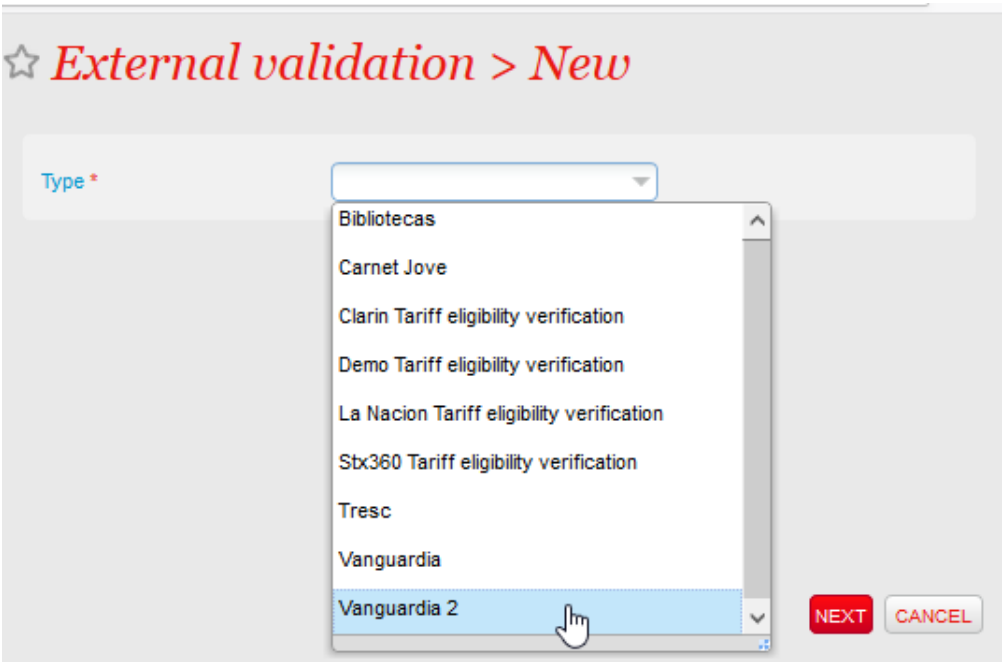 External validation > New
Type *
Bibliotecas
Carnet Jove
Clarin Tariff eligibility verification
Demo Tariff eligibility verification
La Nacion Tariff eligibility verification
Stx360 Tariff eligibility verification
Tresc
Vanguardia
Vanguardia 2
NEXT CANCEL